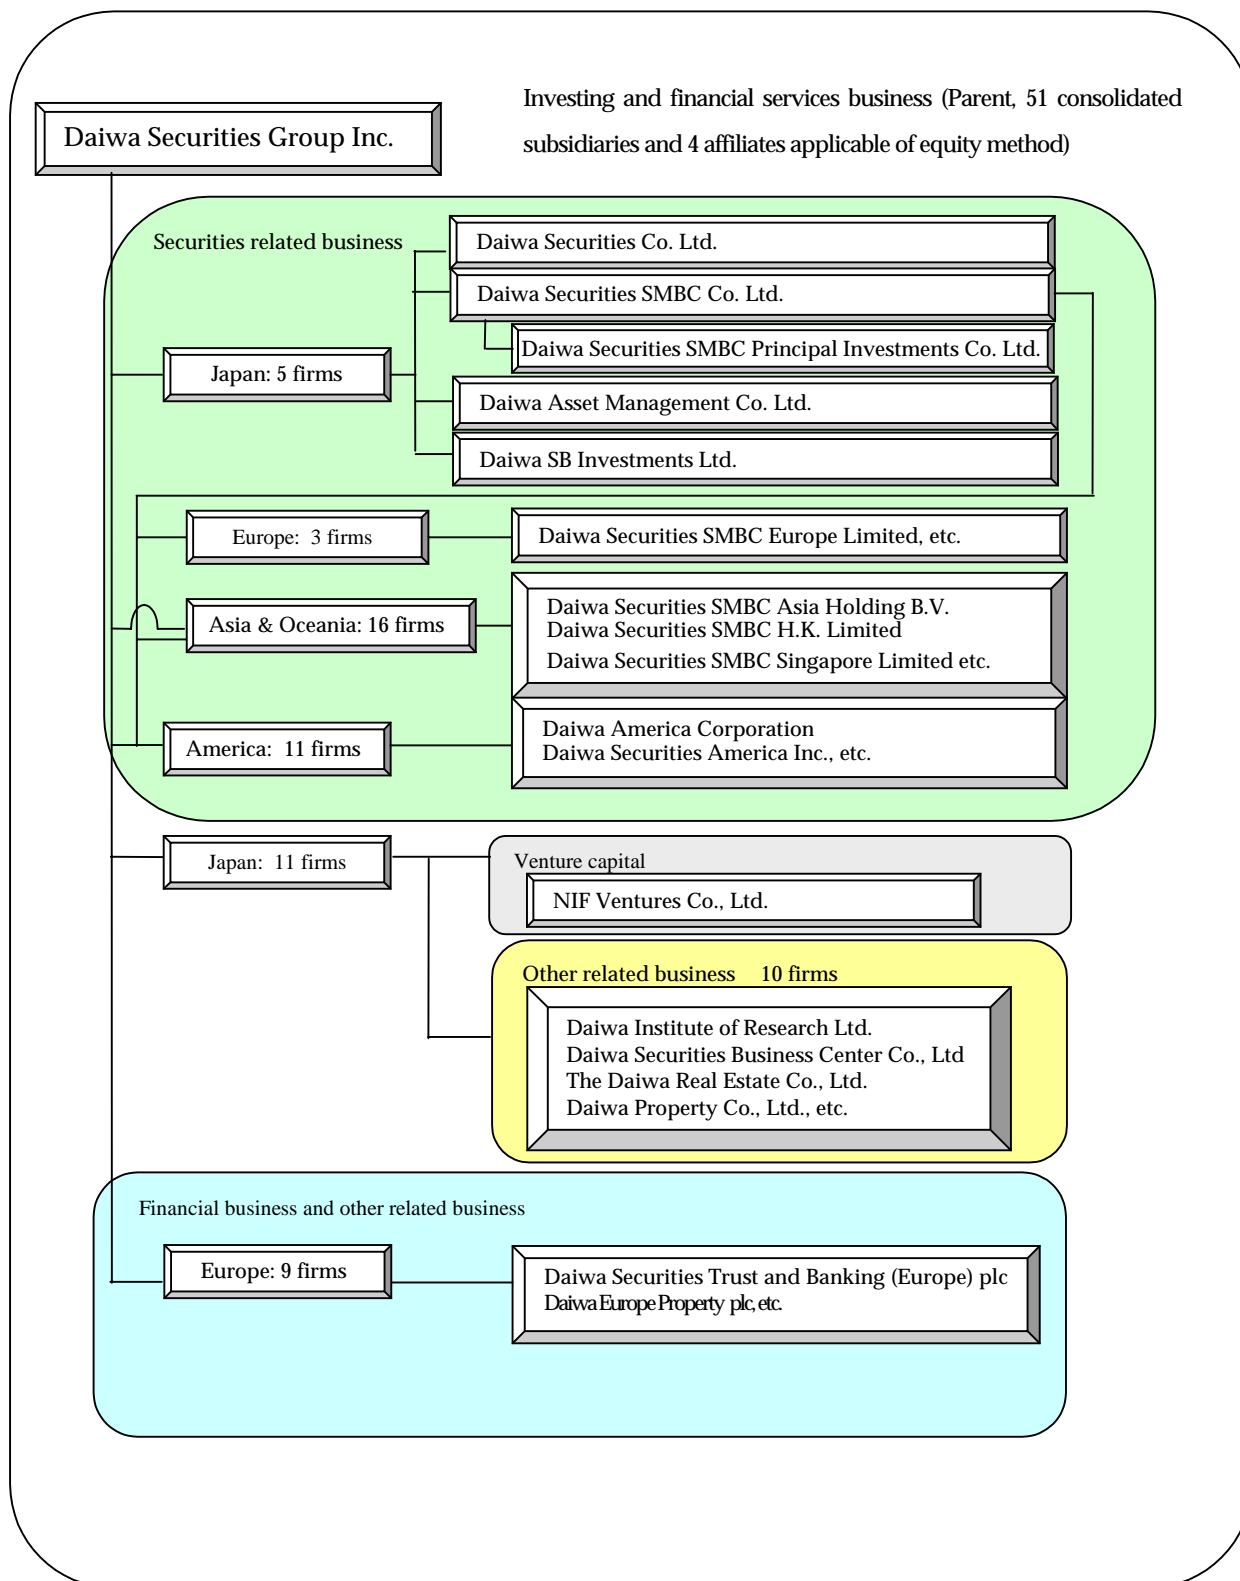 Investing and financial services business (Parent, 51 consolidated
subsidiaries and 4 affiliates applicable of equity method)
Daiwa Securities Group Inc.
Securities related business
Daiwa Securities Co. Ltd.
Daiwa Securities SMBC Co. Ltd.
Daiwa Securities SMBC Principal Investments Co. Ltd.
Japan: 5 firms
Daiwa Asset Management Co. Ltd.
Daiwa SB Investments Ltd.
Europe: 3 firms
Daiwa Securities SMBC Europe Limited, etc.
Asia & Oceania: 16 firms
Daiwa Securities SMBC Asia Holding B.V.
Daiwa Securities SMBC H.K. Limited
Daiwa Securities SMBC Singapore Limited etc.
America: 11 firms
Daiwa America Corporation
Daiwa Securities America Inc., etc.
Japan: 11 firms
Venture capital
NIF Ventures Co., Ltd.
Other related business 10 firms
Daiwa Institute of Research Ltd.
Daiwa Securities Business Center Co., Ltd
The Daiwa Real Estate Co., Ltd.
Daiwa Property Co., Ltd., etc.
Financial business and other related business
Europe: 9 firms
Daiwa Securities Trust and Banking (Europe) plc
Daiwa Europe Property plc, etc.